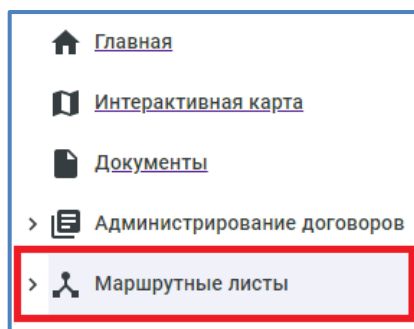 Главная
Интерактивная карта
Документы
Администрирование договоров
Маршрутные листы